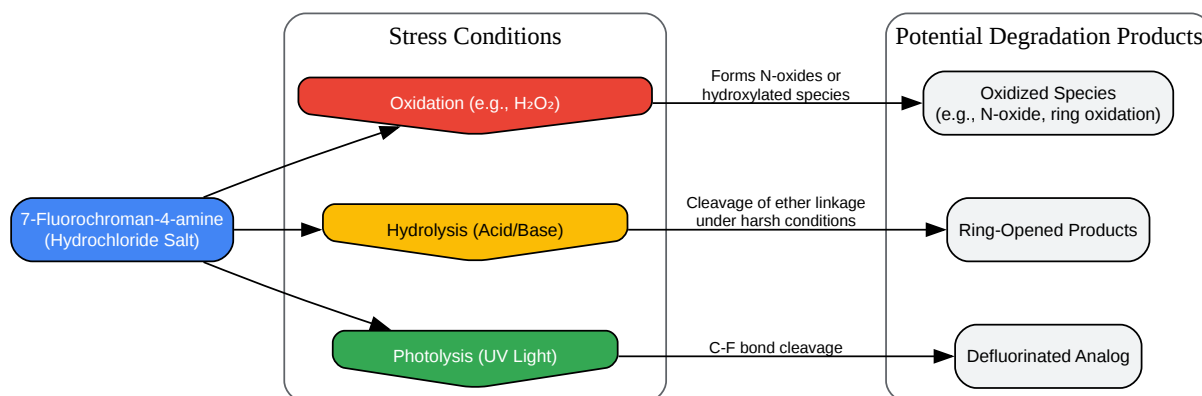 Stress Conditions
Potential Degradation Products
Oxidation (e.g., H₂O₂)
Forms N-oxides or
hydroxylated species
Oxidized Species
(e.g., N-oxide, ring oxidation)
7-Fluorochroman-4-amine
(Hydrochloride Salt)
Hydrolysis (Acid/Base)
Cleavage of ether linkage
under harsh conditions
Ring-Opened Products
Photolysis (UV Light)
C-F bond cleavage
Defluorinated Analog